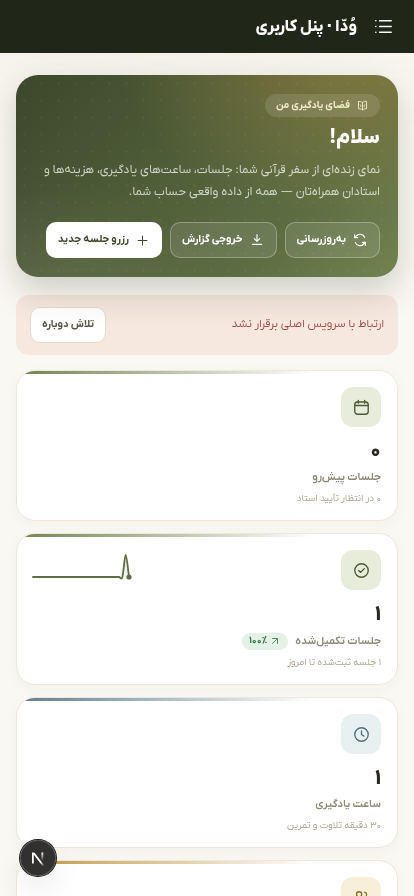 وُدّا · پنل کاربری
فضای یادگیری من
سلام!
نمای زنده‌ای از سفر قرآنی شما: جلسات، ساعت‌های یادگیری، هزینه‌ها و
استادان همراه‌تان — همه از داده واقعی حساب شما.
به‌روزرسانی
خروجی گزارش
رزرو جلسه جدید
ارتباط با سرویس اصلی برقرار نشد
تلاش دوباره
۰
جلسات پیش‌رو
۰ در انتظار تأیید استاد
۱
جلسات تکمیل‌شده ۱۰۰٪
۱ جلسه ثبت‌شده تا امروز
۱
ساعت یادگیری
۳۰ دقیقه تلاوت و تمرین
N